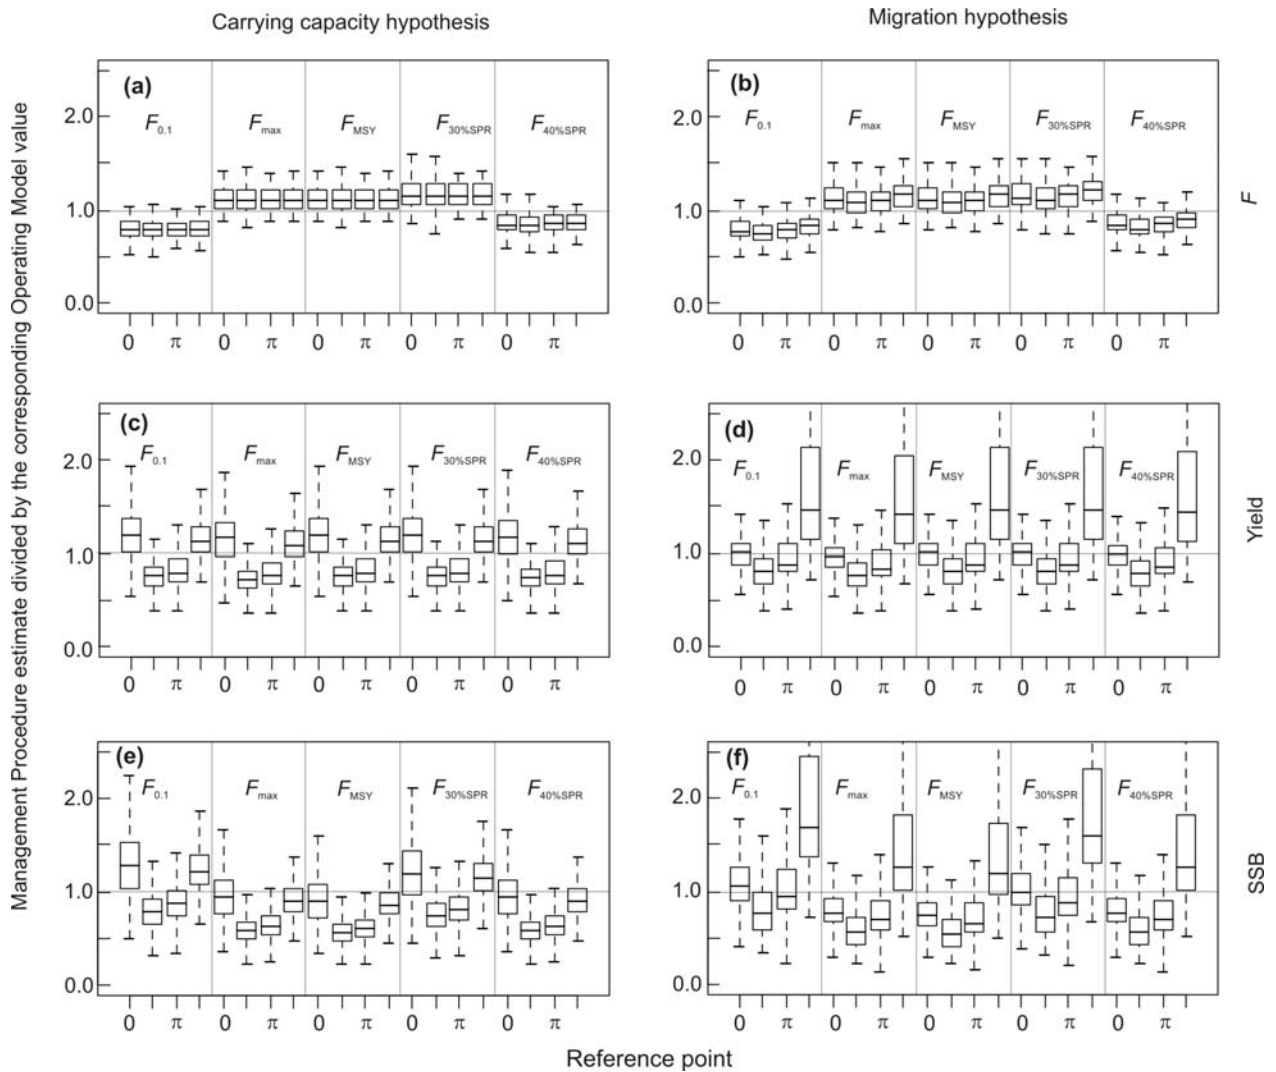 Carrying capacity hypothesis
Migration hypothesis
Management Procedure estimate divided by the corresponding Operating Model value
(a)
F0.1
Fmax
FMSY
F30%SPR
F40%SPR
2.0
1.0
0.0
0 π 0 π 0 π 0 π 0 π
(b)
F0.1
Fmax
FMSY
F30%SPR
F40%SPR
2.0
1.0
0.0
0 π 0 π 0 π 0 π 0 π
F
(c)
F0.1
Fmax
FMSY
F30%SPR
F40%SPR
2.0
1.0
0.0
0 π 0 π 0 π 0 π 0 π
(d)
F0.1
Fmax
FMSY
F30%SPR
F40%SPR
2.0
1.0
0.0
0 π 0 π 0 π 0 π 0 π
Yield
(e)
F0.1
Fmax
FMSY
F30%SPR
F40%SPR
2.0
1.0
0.0
0 π 0 π 0 π 0 π 0 π
(f)
F0.1
Fmax
FMSY
F30%SPR
F40%SPR
2.0
1.0
0.0
0 π 0 π 0 π 0 π 0 π
SSB
Reference point